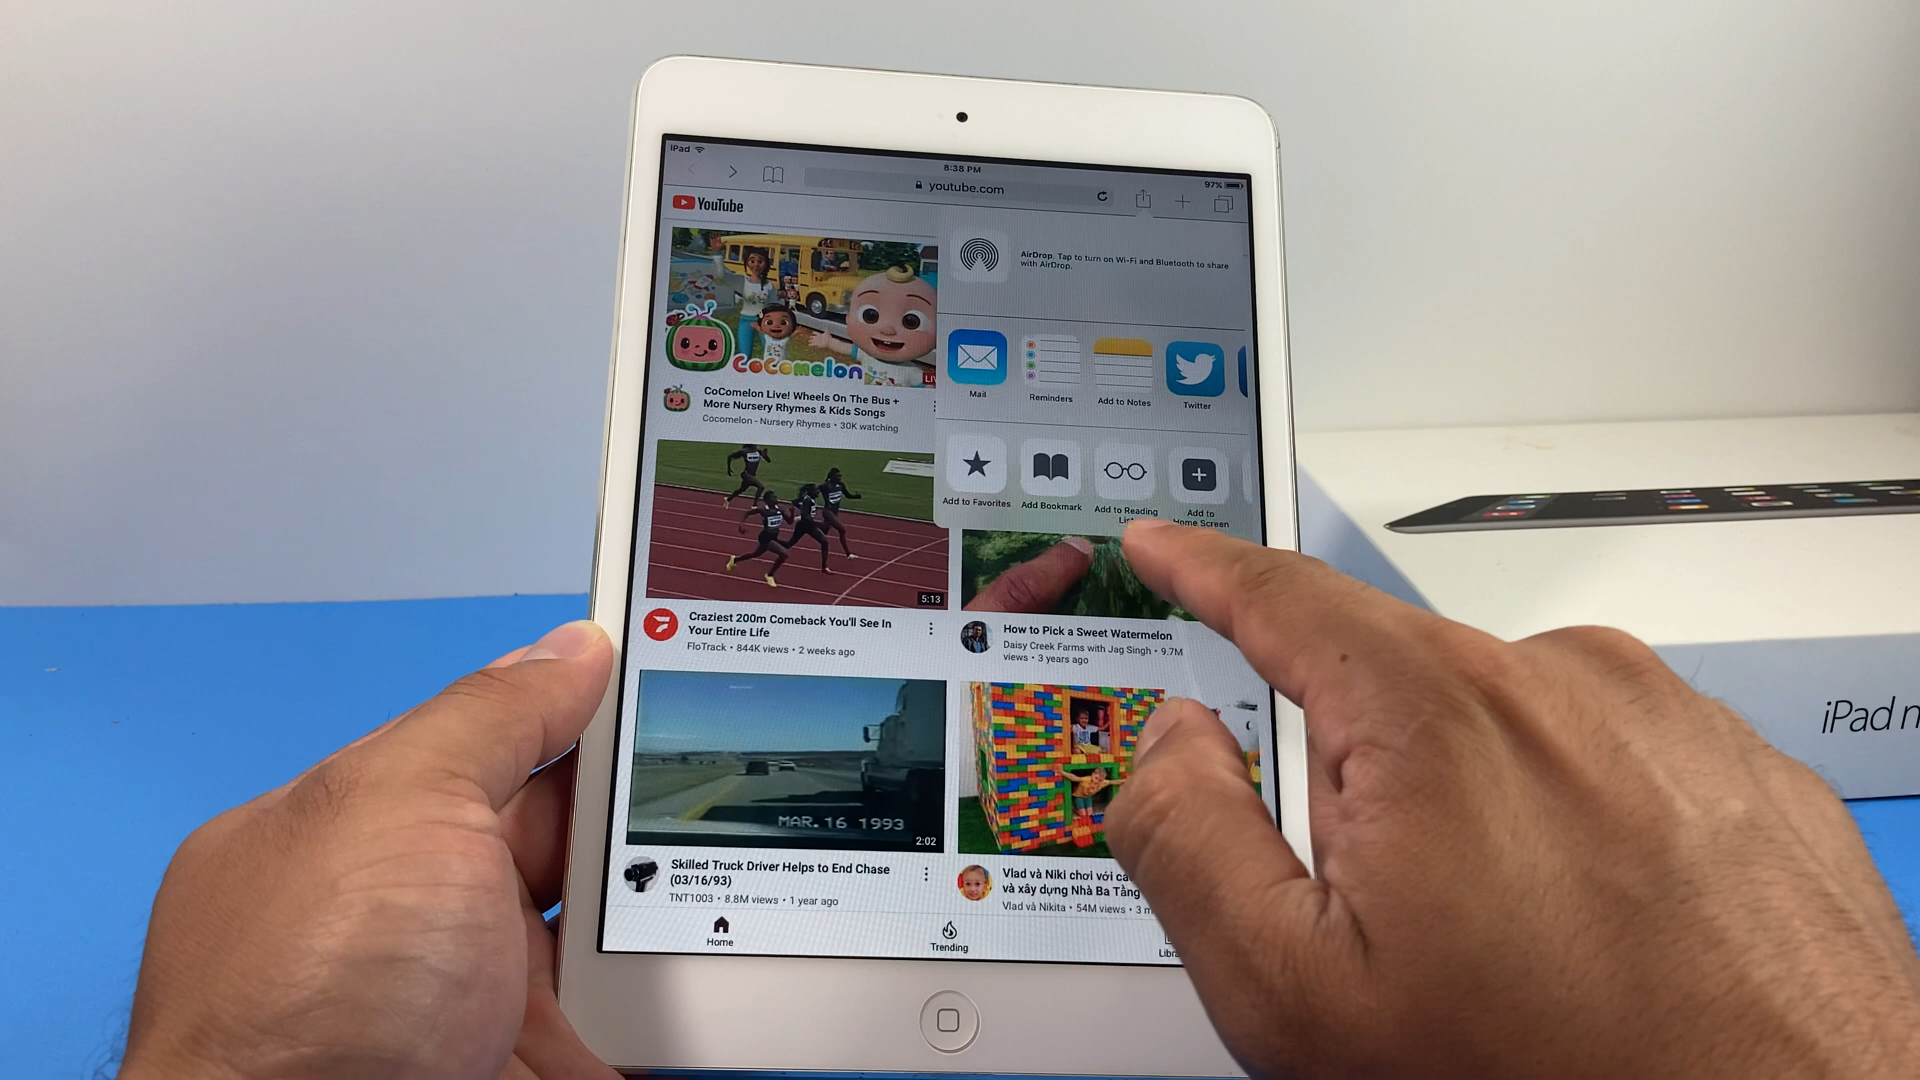 iPad
8:38 PM
97%
youtube.com
YouTube
AirDrop. Tap to turn on Wi-Fi and Bluetooth to share
with AirDrop.
Mail
Reminders
Add to Notes
Twitter
Add to Favorites
Add Bookmark
Add to Reading
Add to
Home Screen
CoComelon
LIV
CoComelon Live! Wheels On The Bus +
More Nursery Rhymes & Kids Songs
Cocomelon - Nursery Rhymes • 30K watching
5:13
Craziest 200m Comeback You'll See In
Your Entire Life
FloTrack • 844K views • 2 weeks ago
How to Pick a Sweet Watermelon
Daisy Creek Farms with Jag Singh • 9.7M
views • 3 years ago
MAR. 16 1993
2:02
Skilled Truck Driver Helps to End Chase
(03/16/93)
TNT1003 • 8.8M views • 1 year ago
Vlad và Niki chơi với
và xây dựng Nhà Ba Tầng
Vlad và Nikita • 54M views • 3 m
Home
Trending
Libra
iPad